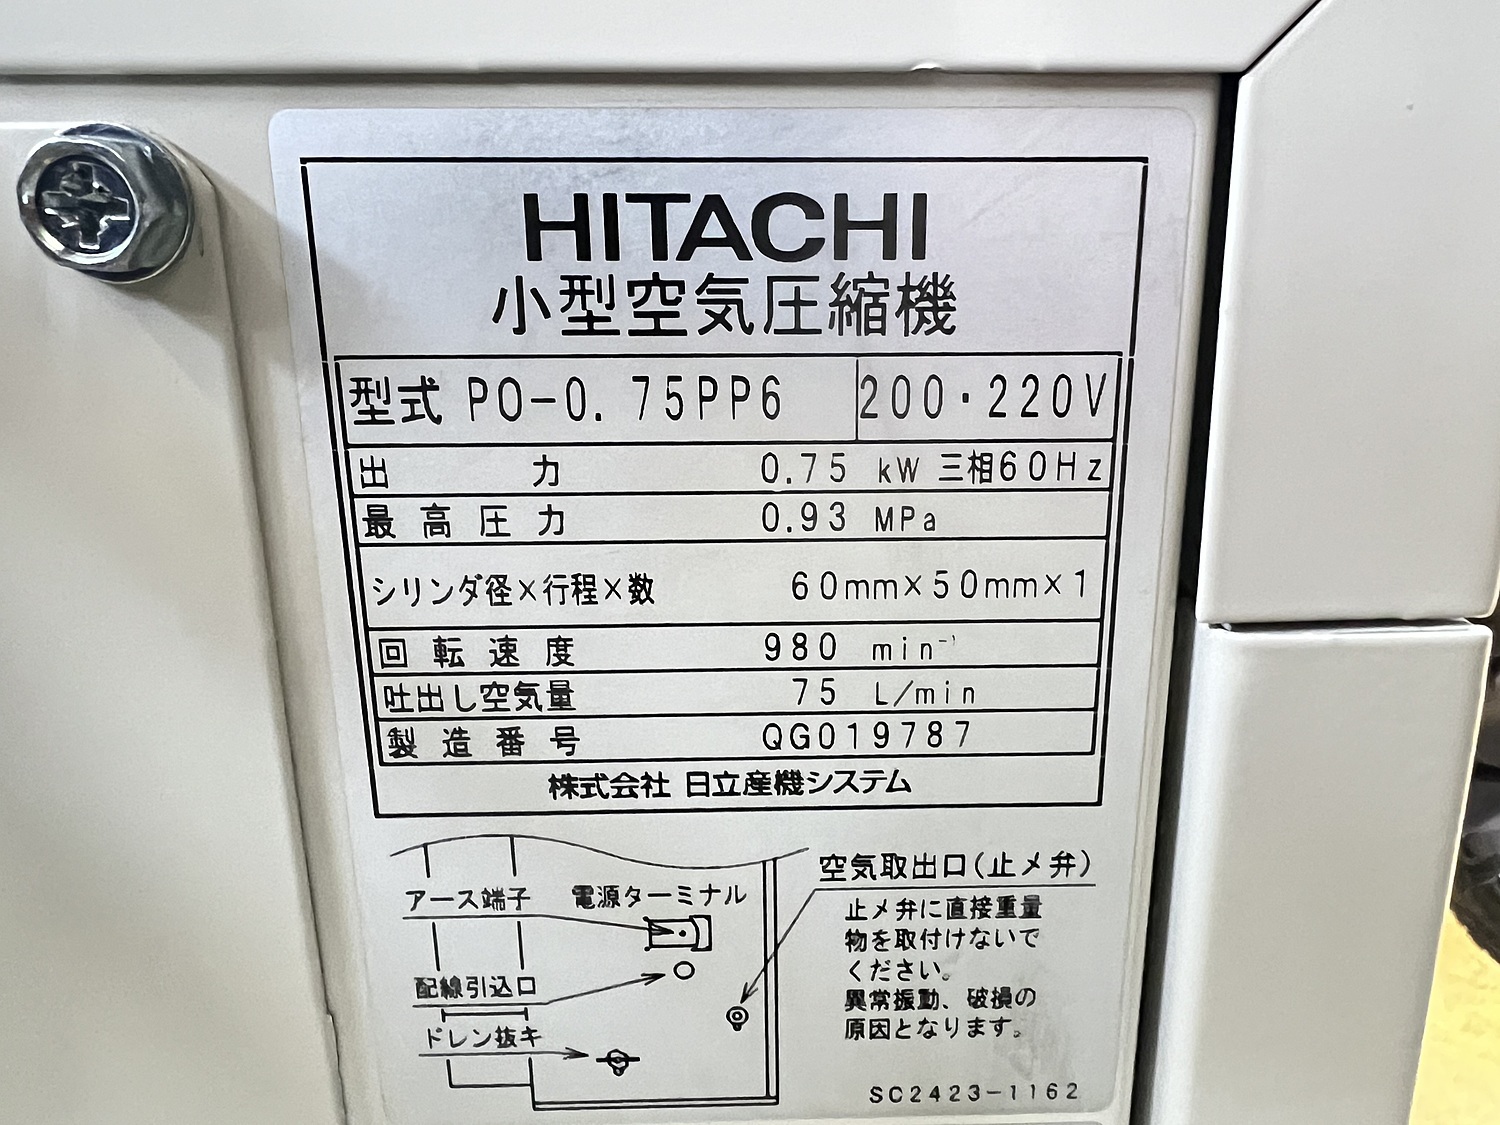 HITACHI
小型空気圧縮機
型式 PO-0.75PP6 200・220V
出力 0.75 kW 三相60Hz
最高圧力 0.93 MPa
シリンダ径×行程×数 60mm×50mm×1
回転速度 980 min⁻¹
吐出し空気量 75 L/min
製造番号 QG019787
株式会社 日立産機システム
空気取出口(止メ弁)
アース端子 電源ターミナル
止メ弁に直接重量
物を取付けないで
ください。
異常振動、破損の
原因となります。
配線引込口
ドレン抜キ
SC2423-1162